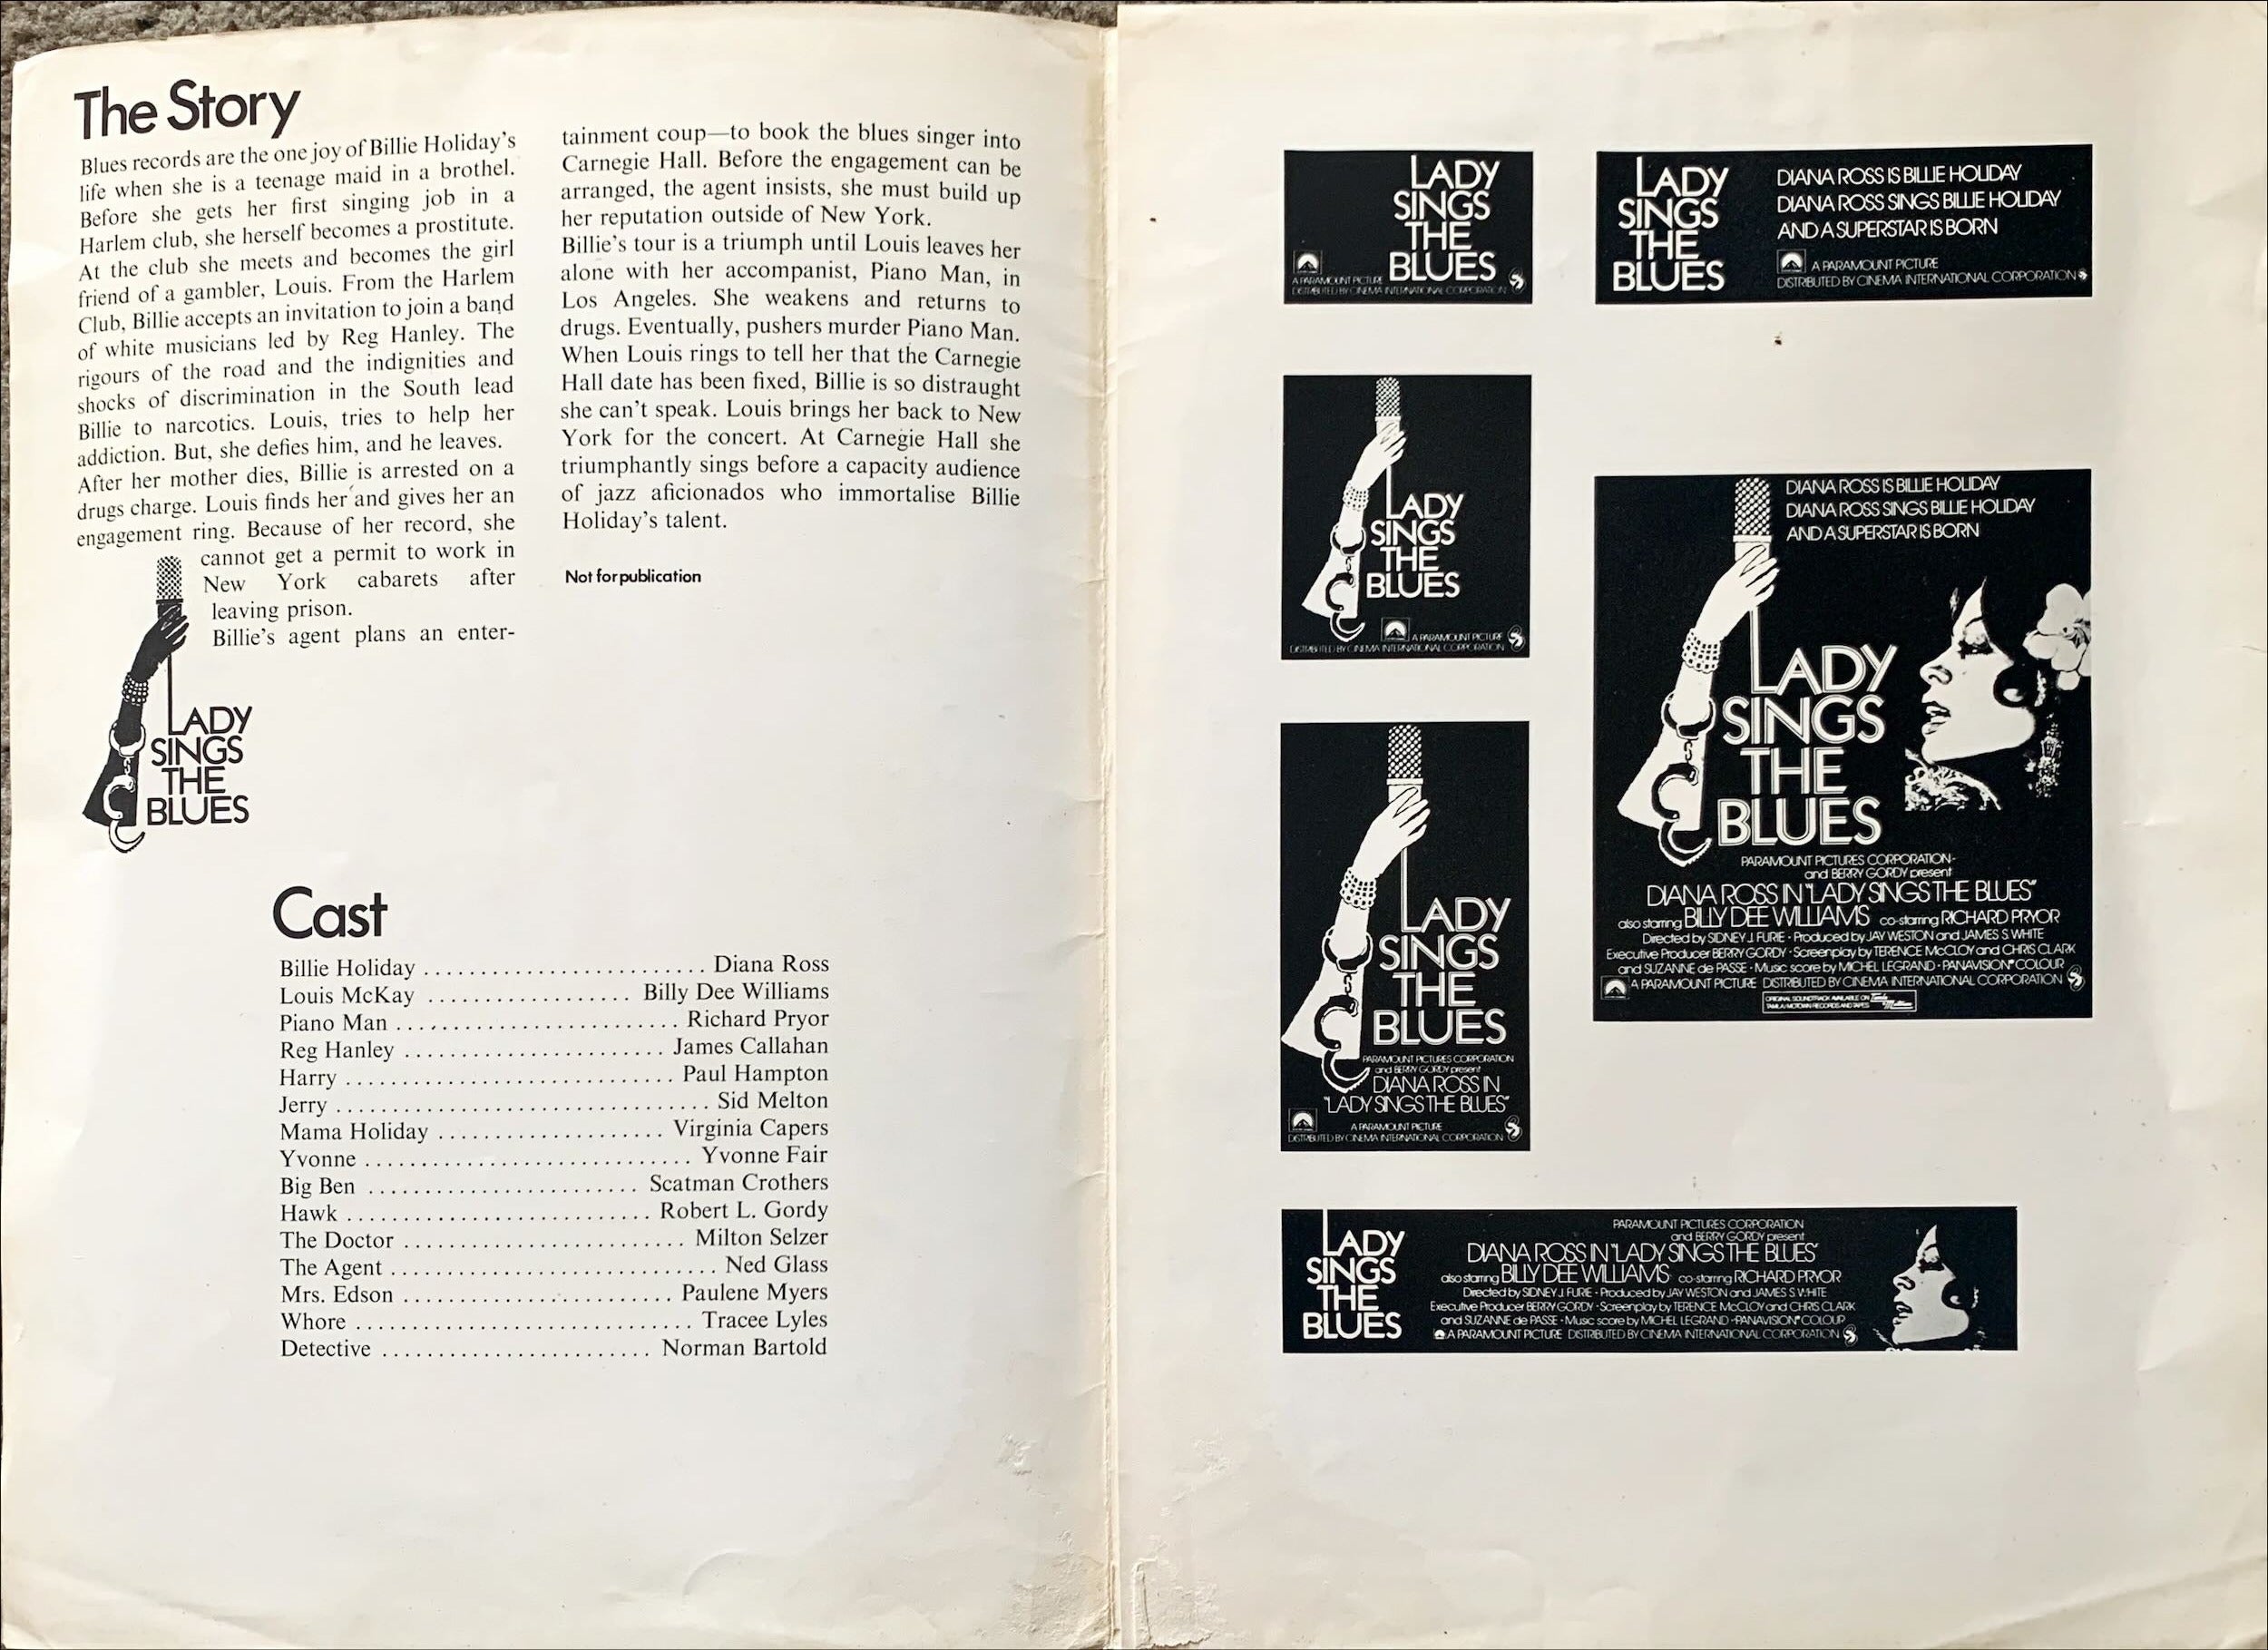 The Story
Blues records are the one joy of Billie Holiday's
life when she is a teenage maid in a brothel.
Before she gets her first singing job in a
Harlem club, she herself becomes a prostitute.
At the club she meets and becomes the girl
friend of a gambler, Louis. From the Harlem
Club, Billie accepts an invitation to join a band
of white musicians led by Reg Hanley. The
rigours of the road and the indignities and
shocks of discrimination in the South lead
Billie to narcotics. Louis, tries to help her
addiction. But, she defies him, and he leaves.
After her mother dies, Billie is arrested on a
drugs charge. Louis finds her and gives her an
engagement ring. Because of her record, she
cannot get a permit to work in
New York cabarets after
leaving prison.
Billie's agent plans an enter-
LADY
SINGS
THE
BLUES
tainment coup—to book the blues singer into
Carnegie Hall. Before the engagement can be
arranged, the agent insists, she must build up
her reputation outside of New York.
Billie's tour is a triumph until Louis leaves her
alone with her accompanist, Piano Man, in
Los Angeles. She weakens and returns to
drugs. Eventually, pushers murder Piano Man.
When Louis rings to tell her that the Carnegie
Hall date has been fixed, Billie is so distraught
she can't speak. Louis brings her back to New
York for the concert. At Carnegie Hall she
triumphantly sings before a capacity audience
of jazz aficionados who immortalise Billie
Holiday's talent.
Not for publication
Cast
Billie Holiday ......................... Diana Ross
Louis McKay .................. Billy Dee Williams
Piano Man ......................... Richard Pryor
Reg Hanley ....................... James Callahan
Harry ............................. Paul Hampton
Jerry ................................. Sid Melton
Mama Holiday .................... Virginia Capers
Yvonne ............................. Yvonne Fair
Big Ben ........................ Scatman Crothers
Hawk ........................... Robert L. Gordy
The Doctor ......................... Milton Selzer
The Agent ............................. Ned Glass
Mrs. Edson ........................ Paulene Myers
Whore .............................. Tracee Lyles
Detective ........................ Norman Bartold
LADY
SINGS
THE
BLUES
A PARAMOUNT PICTURE
DISTRIBUTED BY CINEMA INTERNATIONAL CORPORATION
LADY
SINGS
THE
BLUES
DIANA ROSS IS BILLIE HOLIDAY
DIANA ROSS SINGS BILLIE HOLIDAY
AND A SUPERSTAR IS BORN
A PARAMOUNT PICTURE
DISTRIBUTED BY CINEMA INTERNATIONAL CORPORATION
LADY
SINGS
THE
BLUES
A PARAMOUNT PICTURE
DISTRIBUTED BY CINEMA INTERNATIONAL CORPORATION
DIANA ROSS IS BILLIE HOLIDAY
DIANA ROSS SINGS BILLIE HOLIDAY
AND A SUPERSTAR IS BORN
LADY
SINGS
THE
BLUES
PARAMOUNT PICTURES CORPORATION
and BERRY GORDY present
DIANA ROSS IN "LADY SINGS THE BLUES"
also starring BILLY DEE WILLIAMS co-starring RICHARD PRYOR
Directed by SIDNEY J. FURIE · Produced by JAY WESTON and JAMES S. WHITE
Executive Producer BERRY GORDY · Screenplay by TERENCE McCLOY and CHRIS CLARK
and SUZANNE de PASSE · Music score by MICHEL LEGRAND · PANAVISION® COLOUR
A PARAMOUNT PICTURE DISTRIBUTED BY CINEMA INTERNATIONAL CORPORATION
ORIGINAL SOUNDTRACK AVAILABLE ON
TAMLA/MOTOWN RECORDS AND TAPES
LADY
SINGS
THE
BLUES
PARAMOUNT PICTURES CORPORATION
and BERRY GORDY present
DIANA ROSS IN
"LADY SINGS THE BLUES"
A PARAMOUNT PICTURE
DISTRIBUTED BY CINEMA INTERNATIONAL CORPORATION
LADY
SINGS
THE
BLUES
PARAMOUNT PICTURES CORPORATION
and BERRY GORDY present
DIANA ROSS IN "LADY SINGS THE BLUES"
also starring BILLY DEE WILLIAMS co-starring RICHARD PRYOR
Directed by SIDNEY J. FURIE · Produced by JAY WESTON and JAMES S. WHITE
Executive Producer BERRY GORDY · Screenplay by TERENCE McCLOY and CHRIS CLARK
and SUZANNE de PASSE · Music score by MICHEL LEGRAND · PANAVISION® COLOUR
A PARAMOUNT PICTURE DISTRIBUTED BY CINEMA INTERNATIONAL CORPORATION